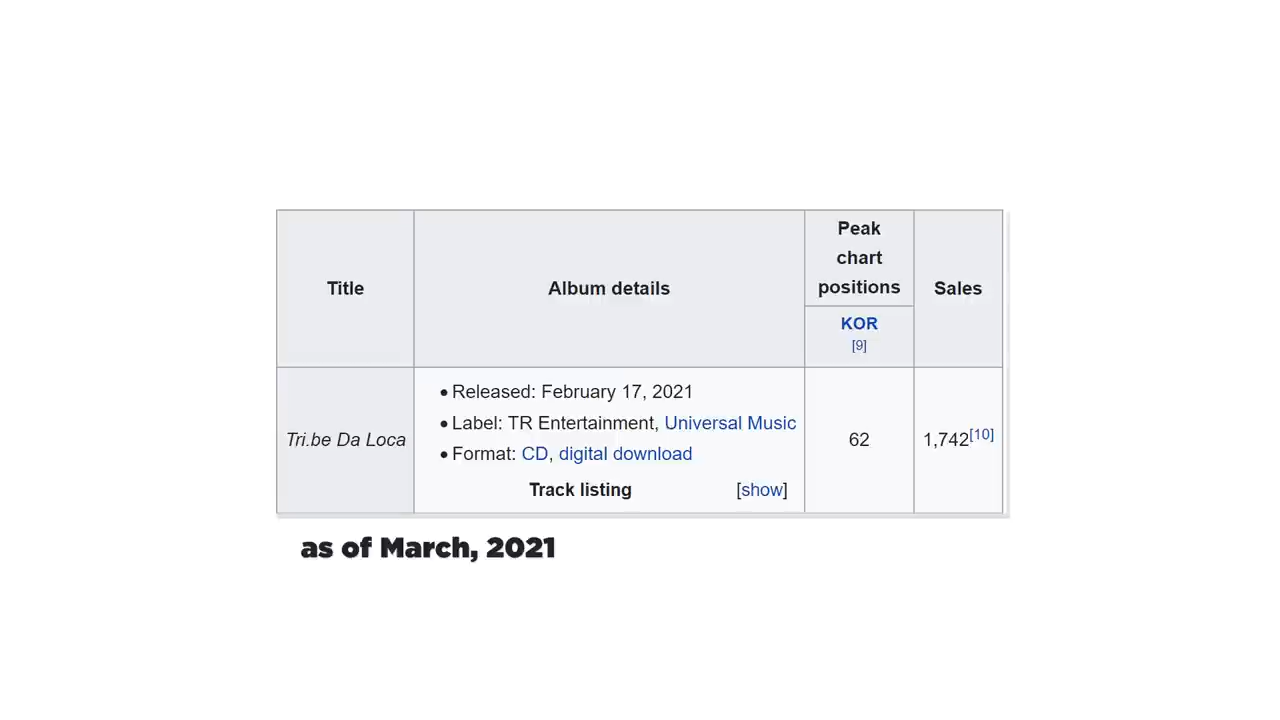 Title
Album details
Peak
chart
positions
Sales
KOR
[9]
Tri.be Da Loca
• Released: February 17, 2021
• Label: TR Entertainment, Universal Music
• Format: CD, digital download
Track listing [show]
62
1,742[10]
as of March, 2021